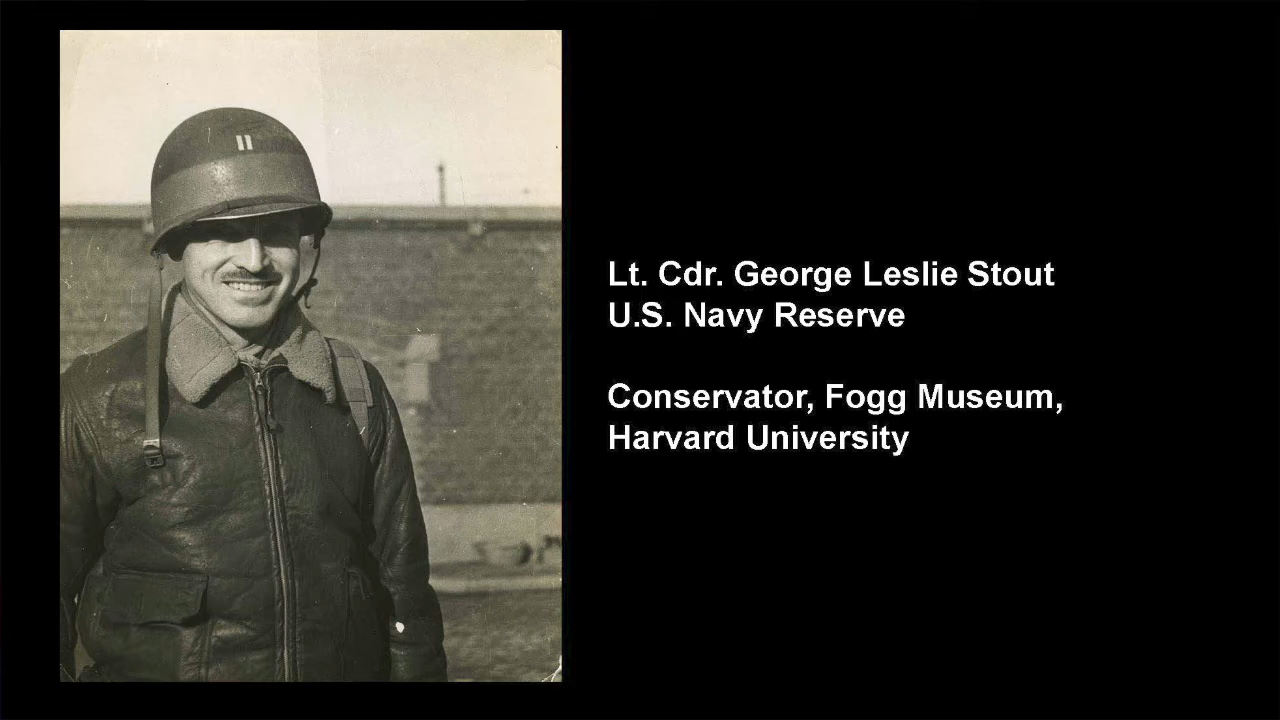 Lt. Cdr. George Leslie Stout
U.S. Navy Reserve
Conservator, Fogg Museum,
Harvard University